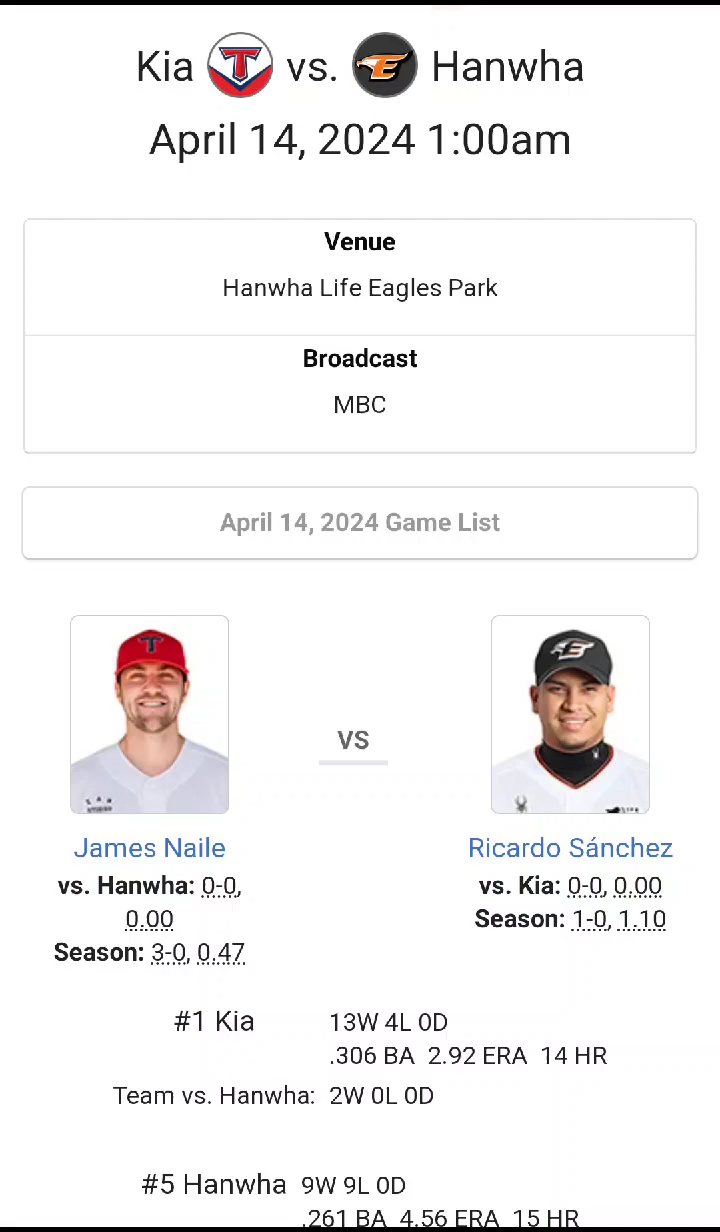 Kia T vs. E Hanwha
April 14, 2024 1:00am
Venue
Hanwha Life Eagles Park
Broadcast
MBC
April 14, 2024 Game List
VS
James Naile
vs. Hanwha: 0-0,
0.00
Season: 3-0, 0.47
Ricardo Sánchez
vs. Kia: 0-0, 0.00
Season: 1-0, 1.10
#1 Kia 13W 4L 0D
.306 BA 2.92 ERA 14 HR
Team vs. Hanwha: 2W 0L 0D
#5 Hanwha 9W 9L 0D
.261 BA 4.56 ERA 15 HR